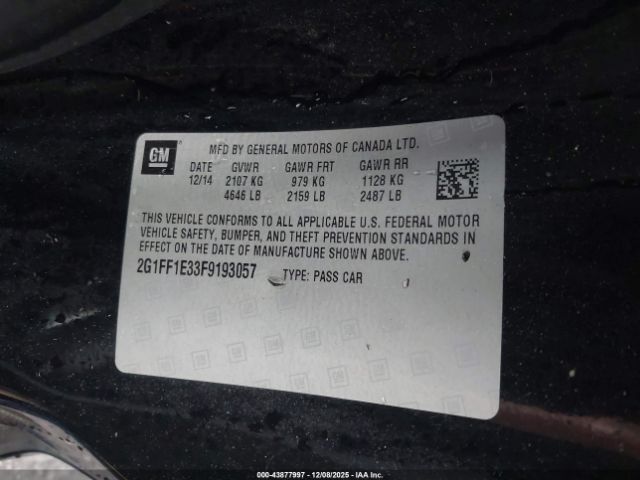 GM
MFD BY GENERAL MOTORS OF CANADA LTD.
DATE GVWR GAWR FRT GAWR RR
12/14 2107 KG 979 KG 1128 KG
4646 LB 2159 LB 2487 LB
THIS VEHICLE CONFORMS TO ALL APPLICABLE U.S. FEDERAL MOTOR
VEHICLE SAFETY, BUMPER, AND THEFT PREVENTION STANDARDS IN
EFFECT ON THE DATE OF MANUFACTURE SHOWN ABOVE.
2G1FF1E33F9193057 TYPE: PASS CAR
000-43877997 12/08/2025 - IAA, Inc.